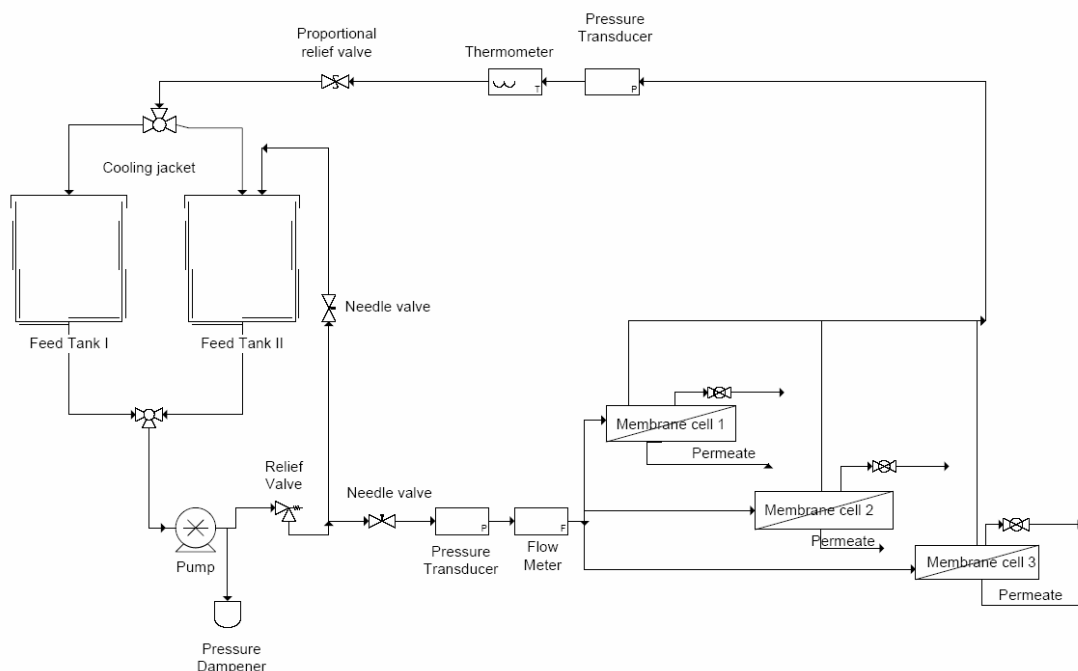 Pressure
Transducer
Proportional
relief valve
Thermometer
T
P
Cooling jacket
Needle valve
Feed Tank I
Feed Tank II
Membrane cell 1
Permeate
Relief
Valve
Needle valve
Membrane cell 2
P
F
Permeate
Pump
Pressure
Transducer
Flow
Meter
Membrane cell 3
Permeate
Pressure
Dampener